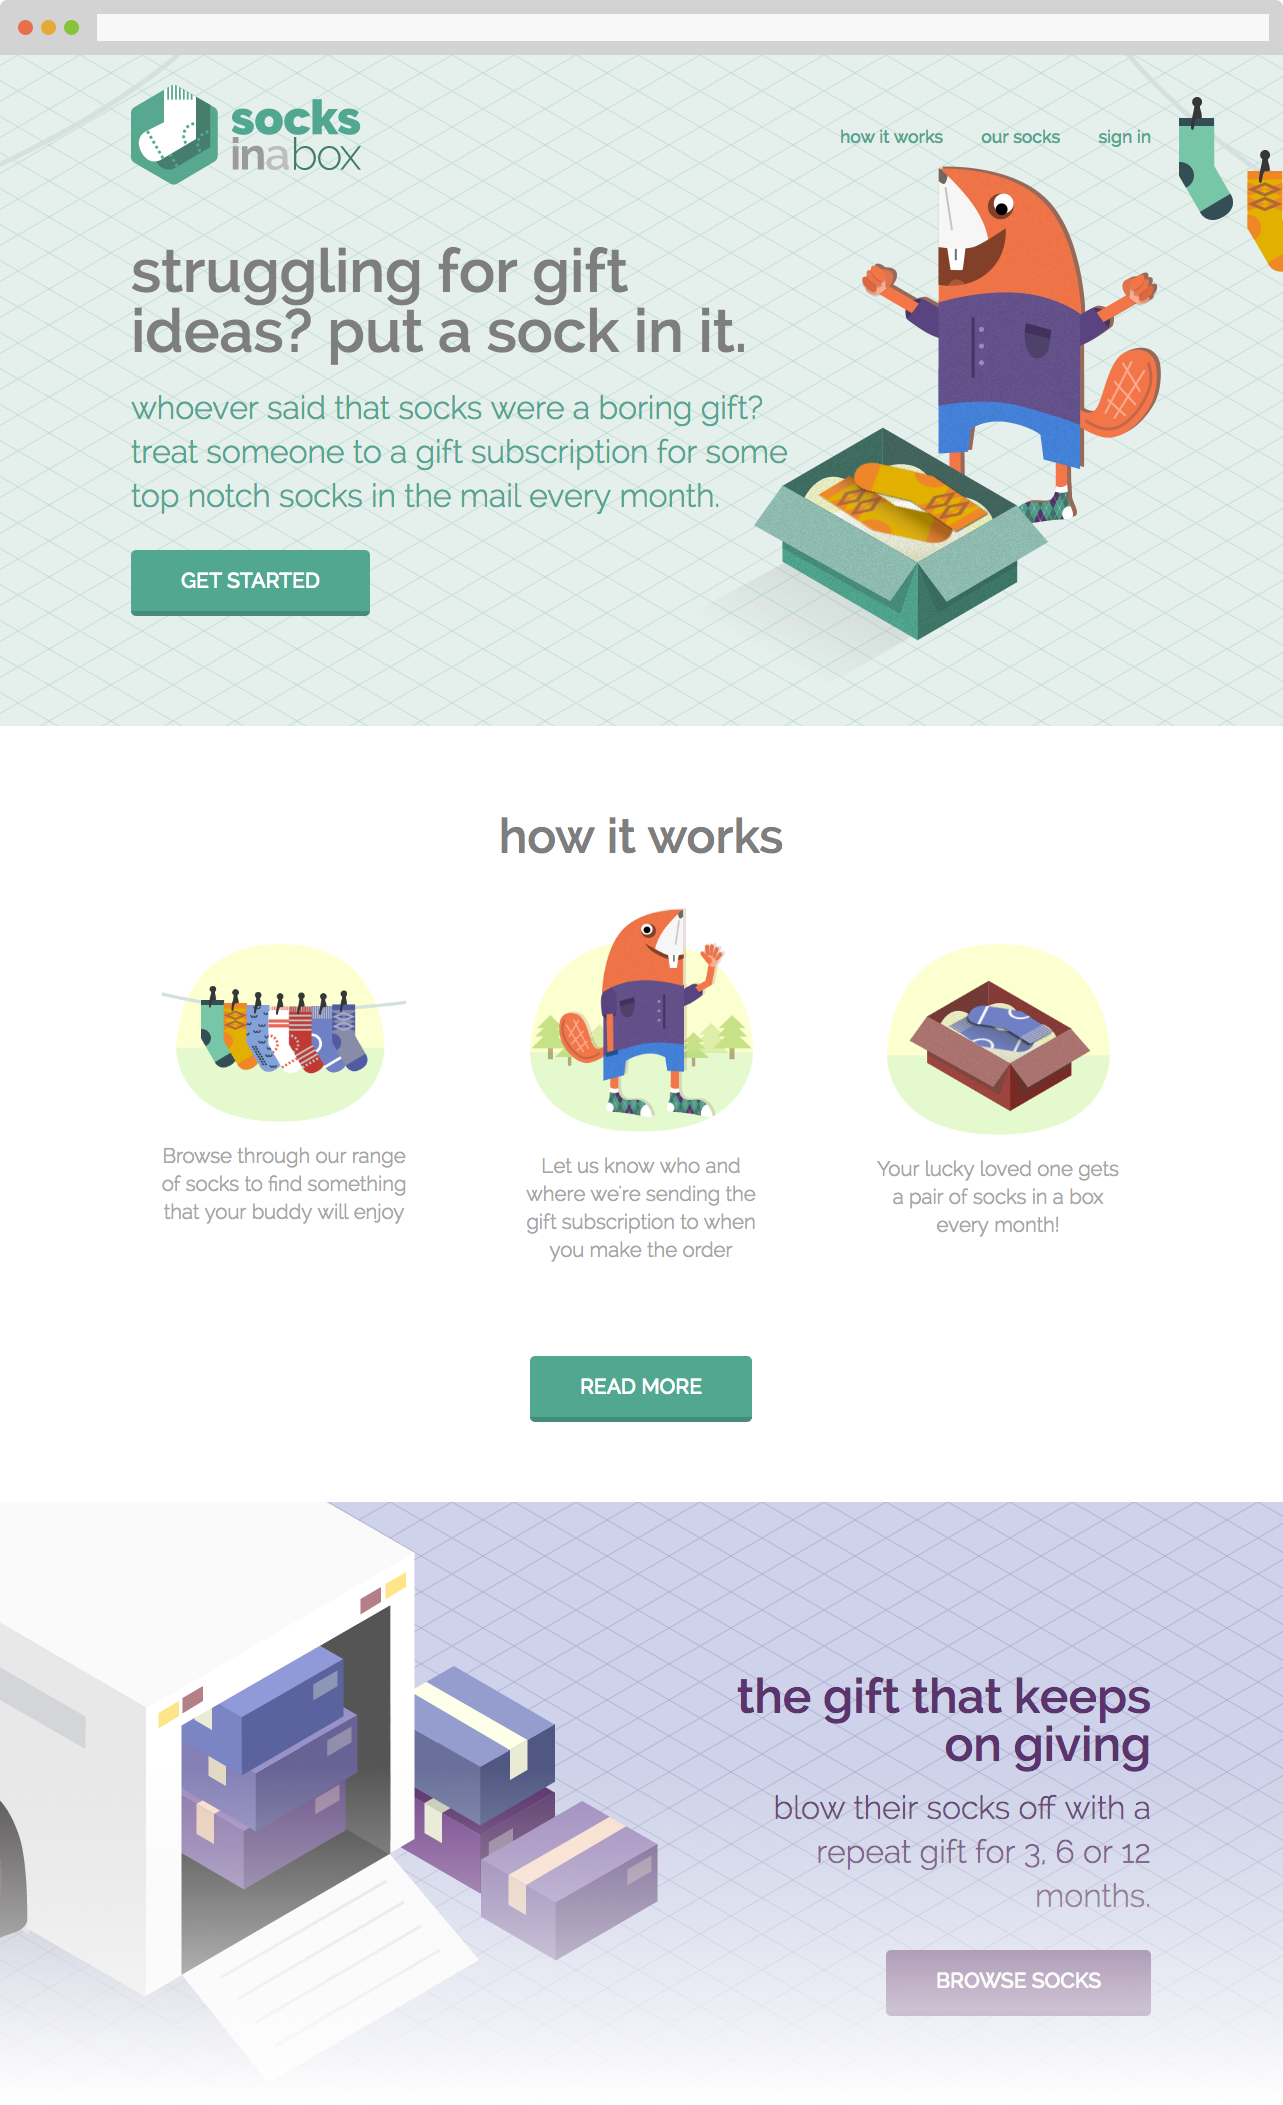 socks
inabox
how it works our socks sign in
struggling for gift
ideas? put a sock in it.
whoever said that socks were a boring gift?
treat someone to a gift subscription for some
top notch socks in the mail every month.
GET STARTED
how it works
Browse through our range
of socks to find something
that your buddy will enjoy
Let us know who and
where we're sending the
gift subscription to when
you make the order
Your lucky loved one gets
a pair of socks in a box
every month!
READ MORE
the gift that keeps
on giving
blow their socks off with a
repeat gift for 3, 6 or 12
months.
BROWSE SOCKS